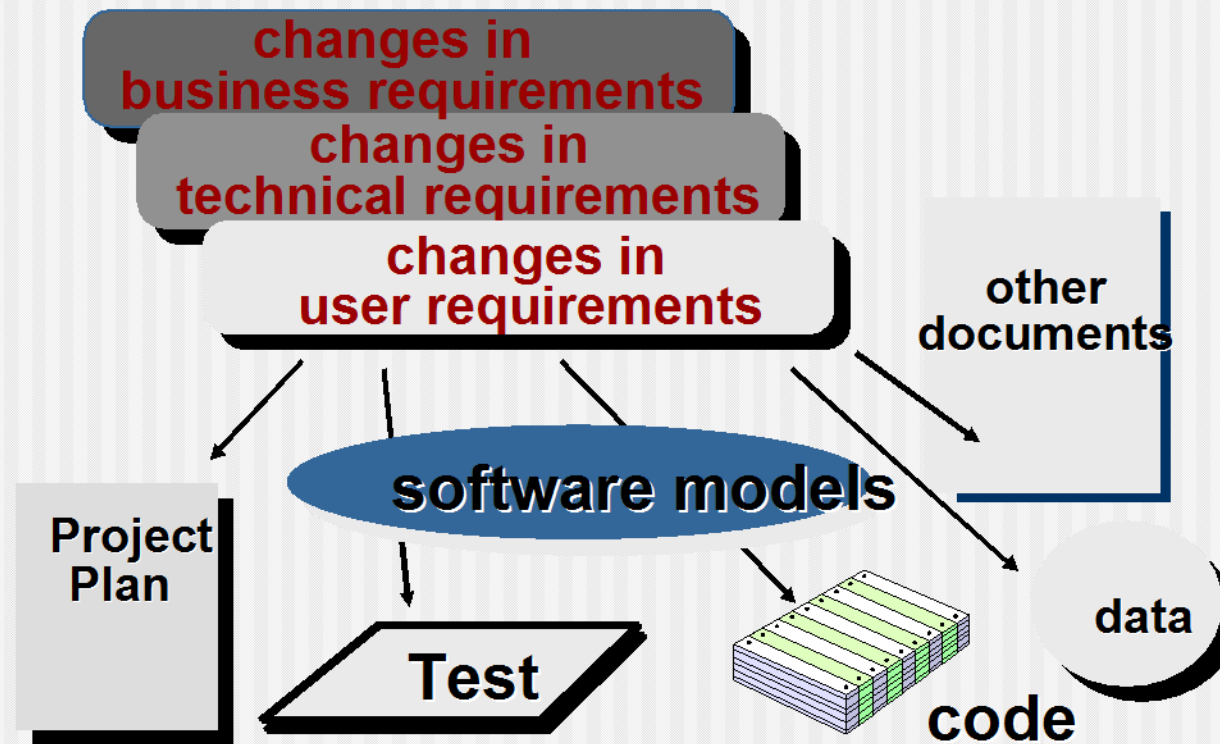 changes in
business requirements
changes in
technical requirements
changes in
user requirements
other
documents
software models
Project
Plan
Test
data
code